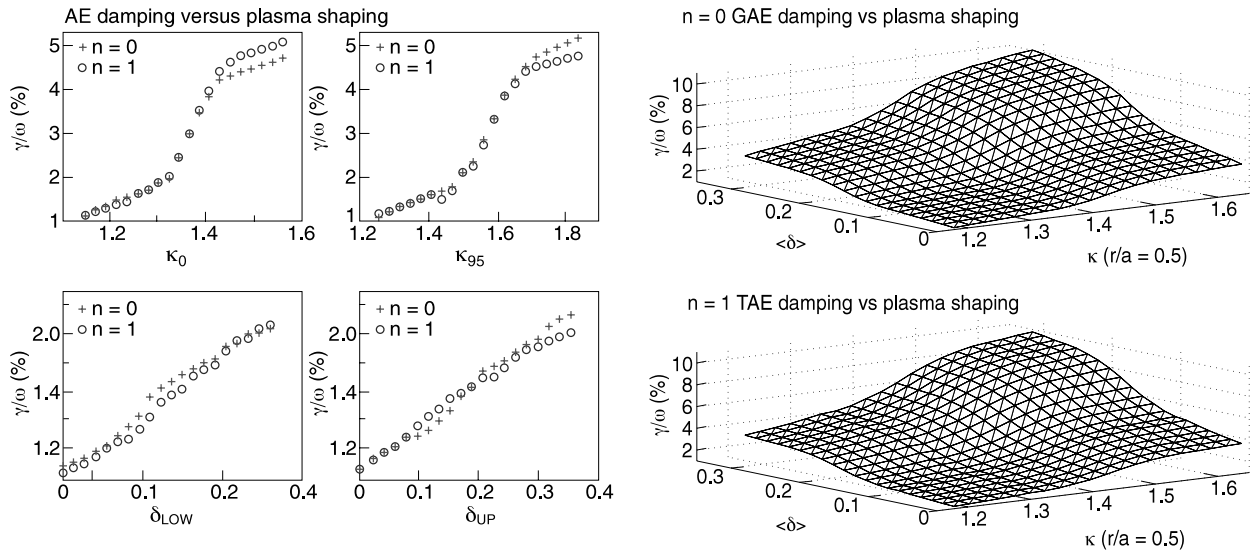 AE damping versus plasma shaping
5
4
3
2
1
γ/ω (%)
+ n = 0
○ n = 1
1.2
1.4
1.6
κ0
5
4
3
2
1
γ/ω (%)
+ n = 0
○ n = 1
1.2
1.4
1.6
1.8
κ95
2.0
1.4
1.2
γ/ω (%)
+ n = 0
○ n = 1
0
0.1
0.2
0.4
δLOW
2.0
1.4
1.2
γ/ω (%)
+ n = 0
○ n = 1
0
0.1
0.2
0.3
0.4
δUP
n = 0 GAE damping vs plasma shaping
10
8
6
4
2
γ/ω (%)
0.3
0.2
0.1
0
<δ>
1.2
1.3
1.4
1.5
1.6
κ (r/a = 0.5)
n = 1 TAE damping vs plasma shaping
10
8
6
4
2
γ/ω (%)
0.3
0.2
0.1
0
<δ>
1.2
1.3
1.4
1.5
1.6
κ (r/a = 0.5)